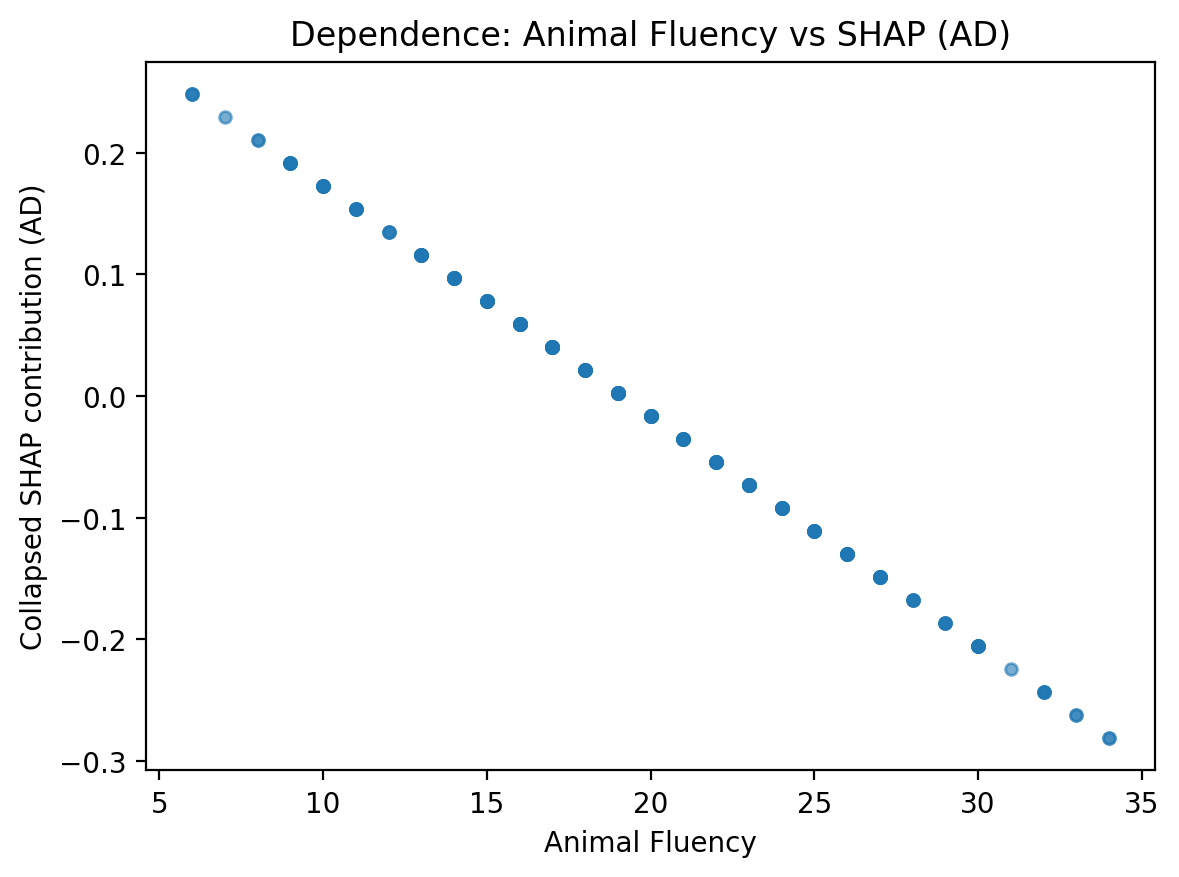 Dependence: Animal Fluency vs SHAP (AD)
Collapsed SHAP contribution (AD)
0.2
0.1
0.0
−0.1
−0.2
−0.3
5 10 15 20 25 30 35
Animal Fluency